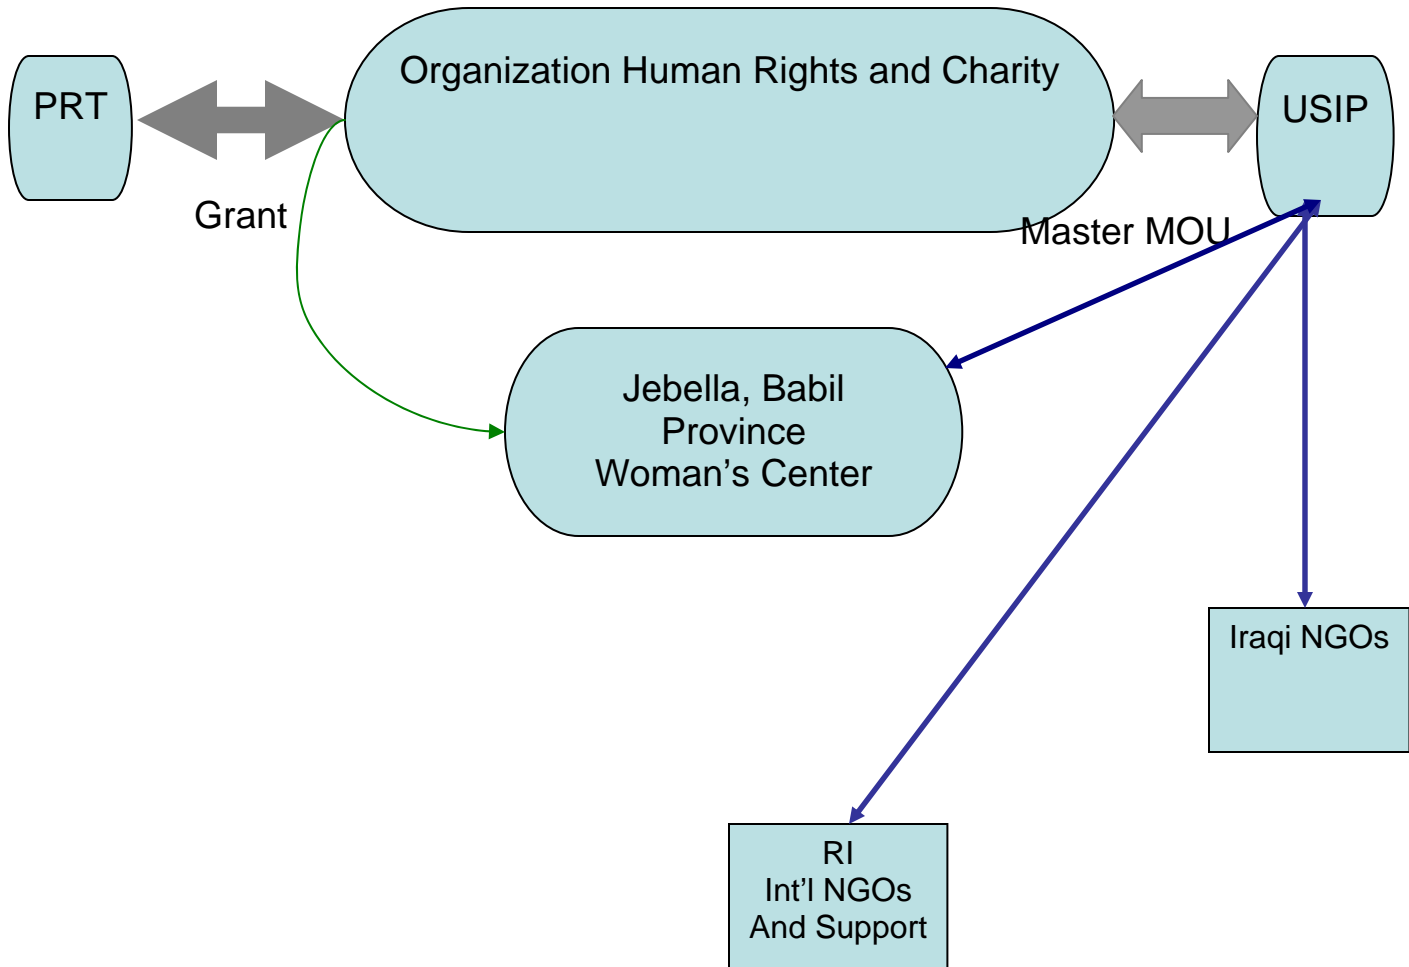 Organization Human Rights and Charity
PRT
USIP
Grant
Master MOU
Jebella, Babil
Province
Woman’s Center
Iraqi NGOs
RI
Int’l NGOs
And Support